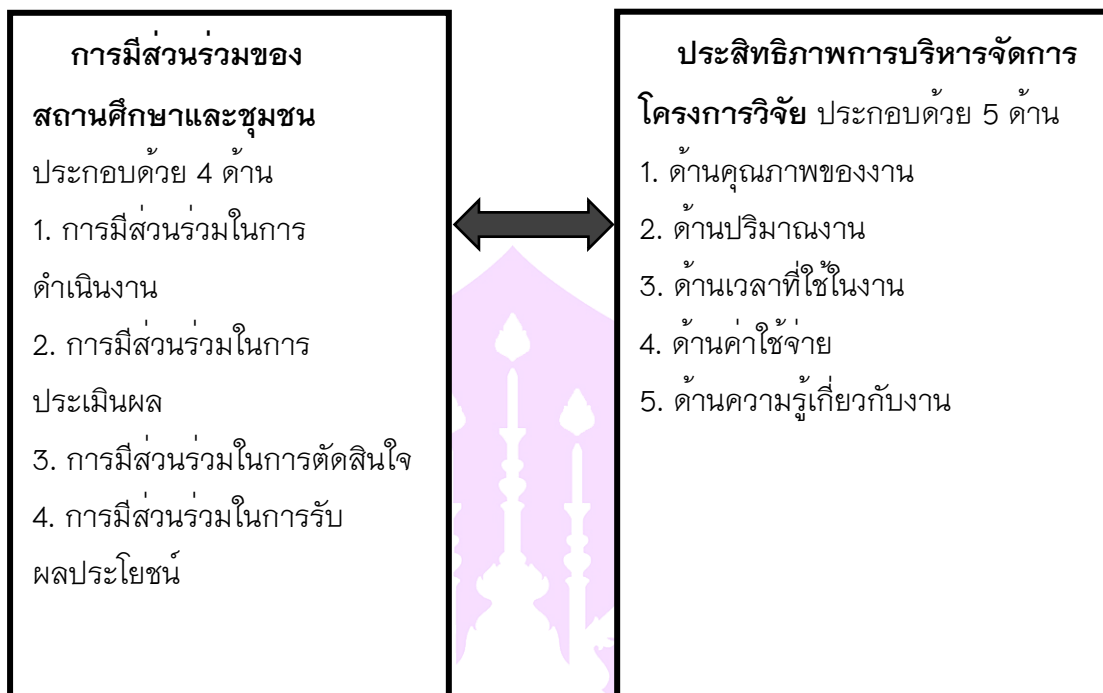 การมีส่วนร่วมของ
สถานศึกษาและชุมชน
ประกอบด้วย 4 ด้าน
1. การมีส่วนร่วมในการ
ดำเนินงาน
2. การมีส่วนร่วมในการ
ประเมินผล
3. การมีส่วนร่วมในการตัดสินใจ
4. การมีส่วนร่วมในการรับ
ผลประโยชน์
ประสิทธิภาพการบริหารจัดการ
โครงการวิจัย ประกอบด้วย 5 ด้าน
1. ด้านคุณภาพของงาน
2. ด้านปริมาณงาน
3. ด้านเวลาที่ใช้ในงาน
4. ด้านค่าใช้จ่าย
5. ด้านความรู้เกี่ยวกับงาน